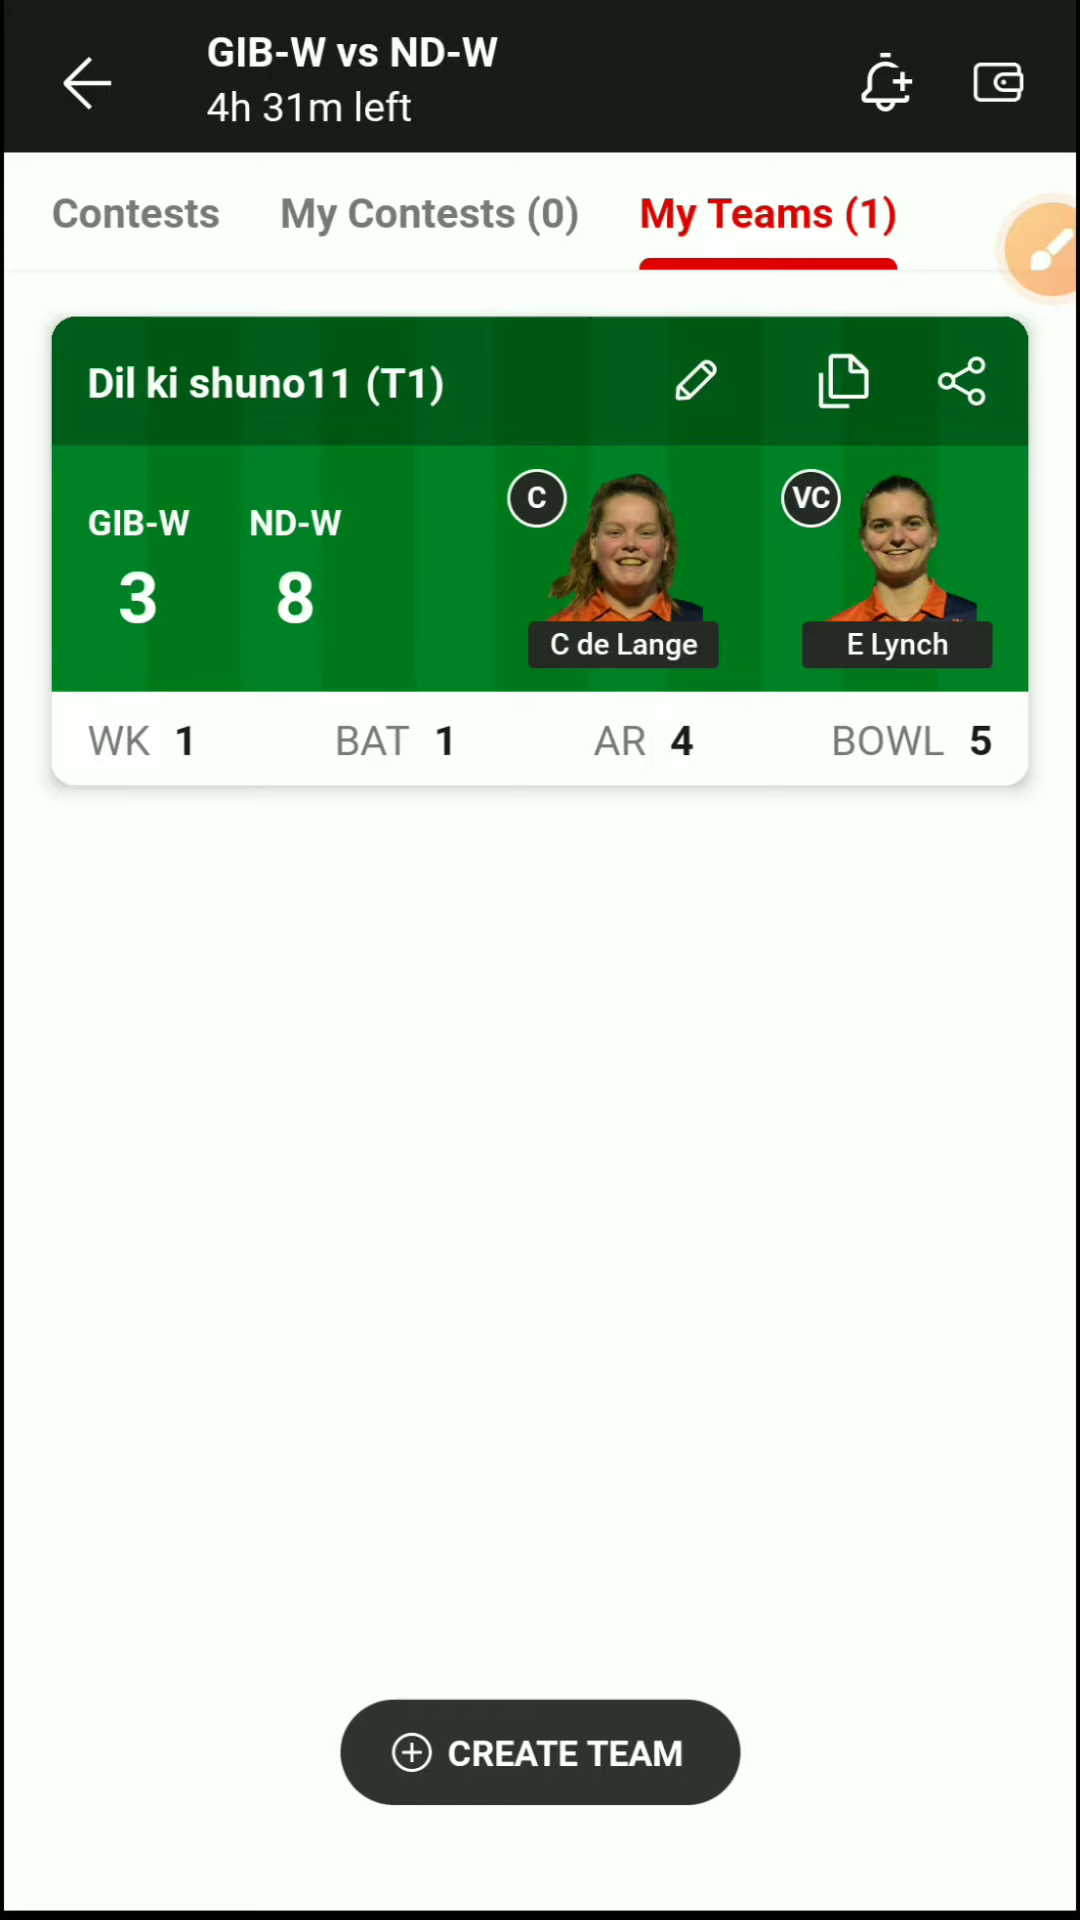 GIB-W vs ND-W
4h 31m left
Contests My Contests (0) My Teams (1)
Dil ki shuno11 (T1)
C VC
GIB-W ND-W
3 8
C de Lange E Lynch
WK 1 BAT 1 AR 4 BOWL 5
CREATE TEAM